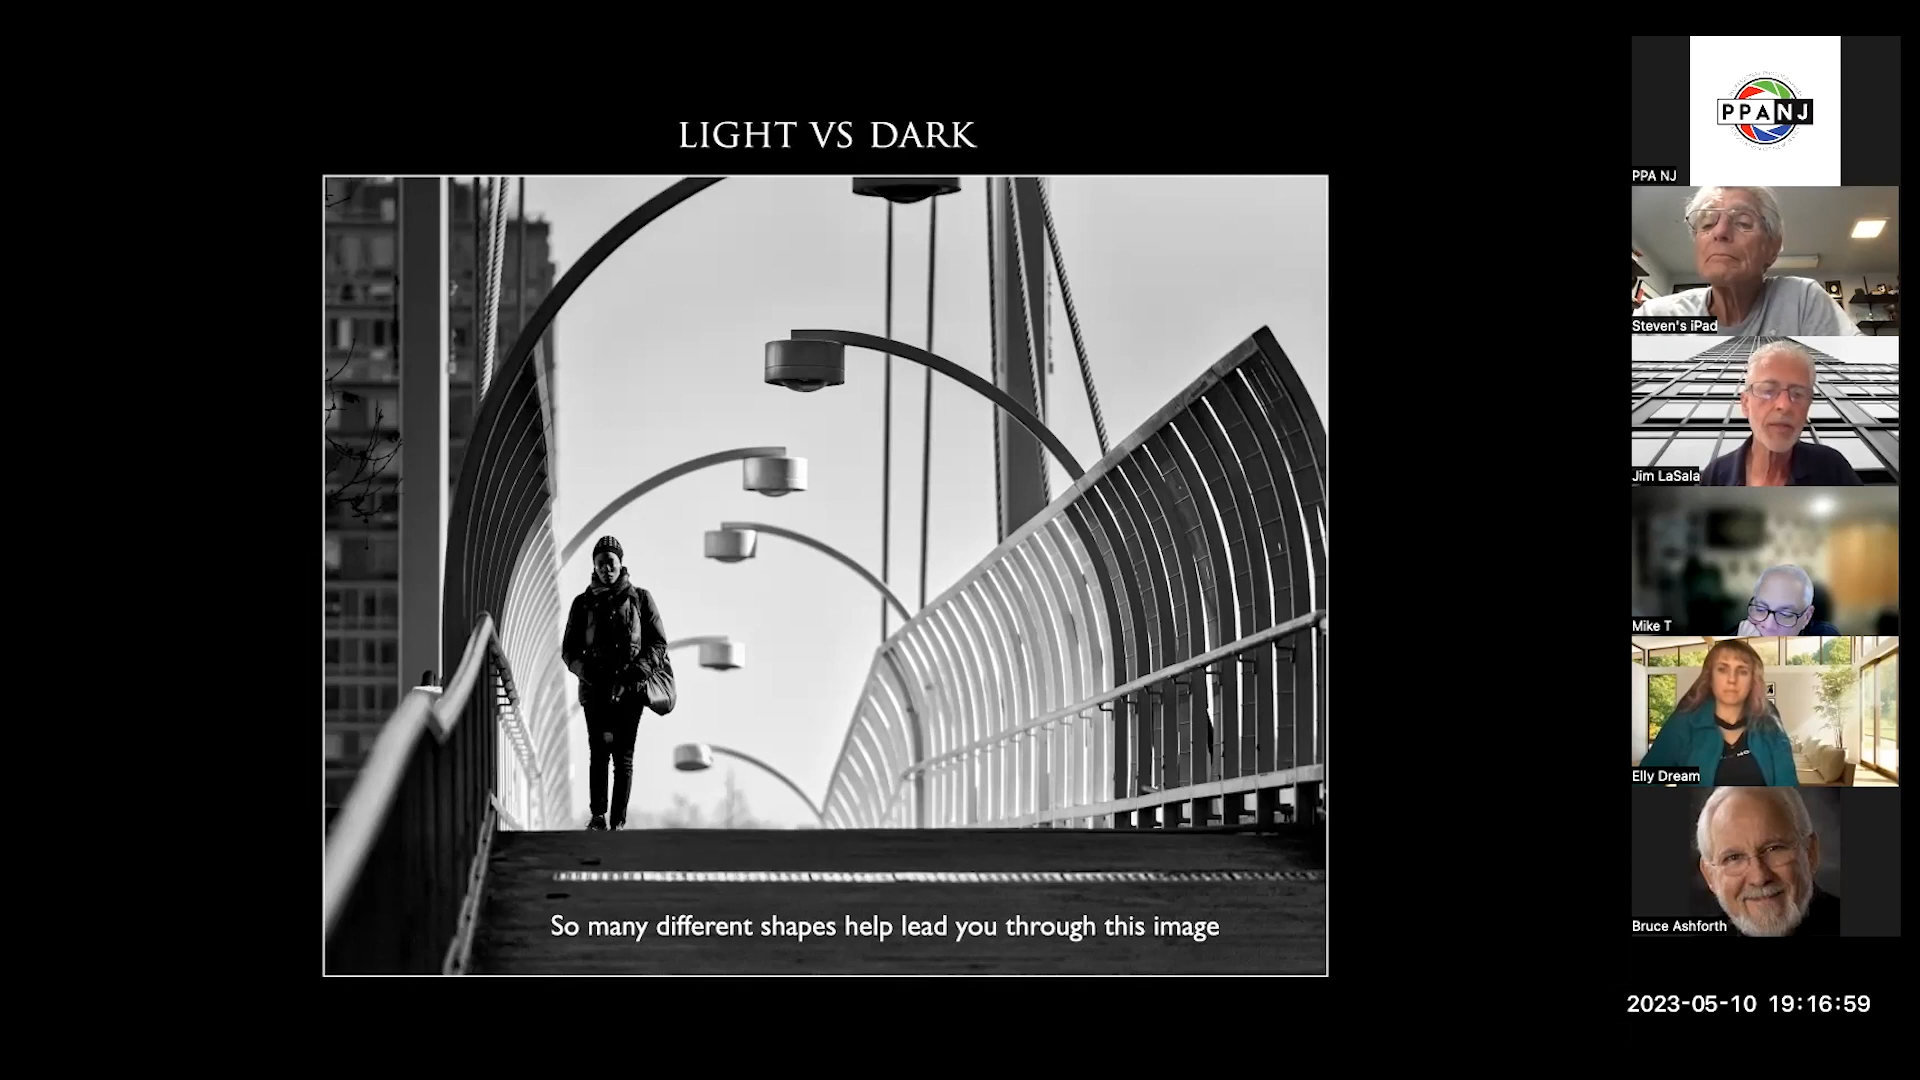 LIGHT VS DARK
So many different shapes help lead you through this image
PPANJ
PPA NJ
Steven's iPad
Jim LaSala
Mike T
Elly Dream
Bruce Ashforth
2023-05-10 19:16:59